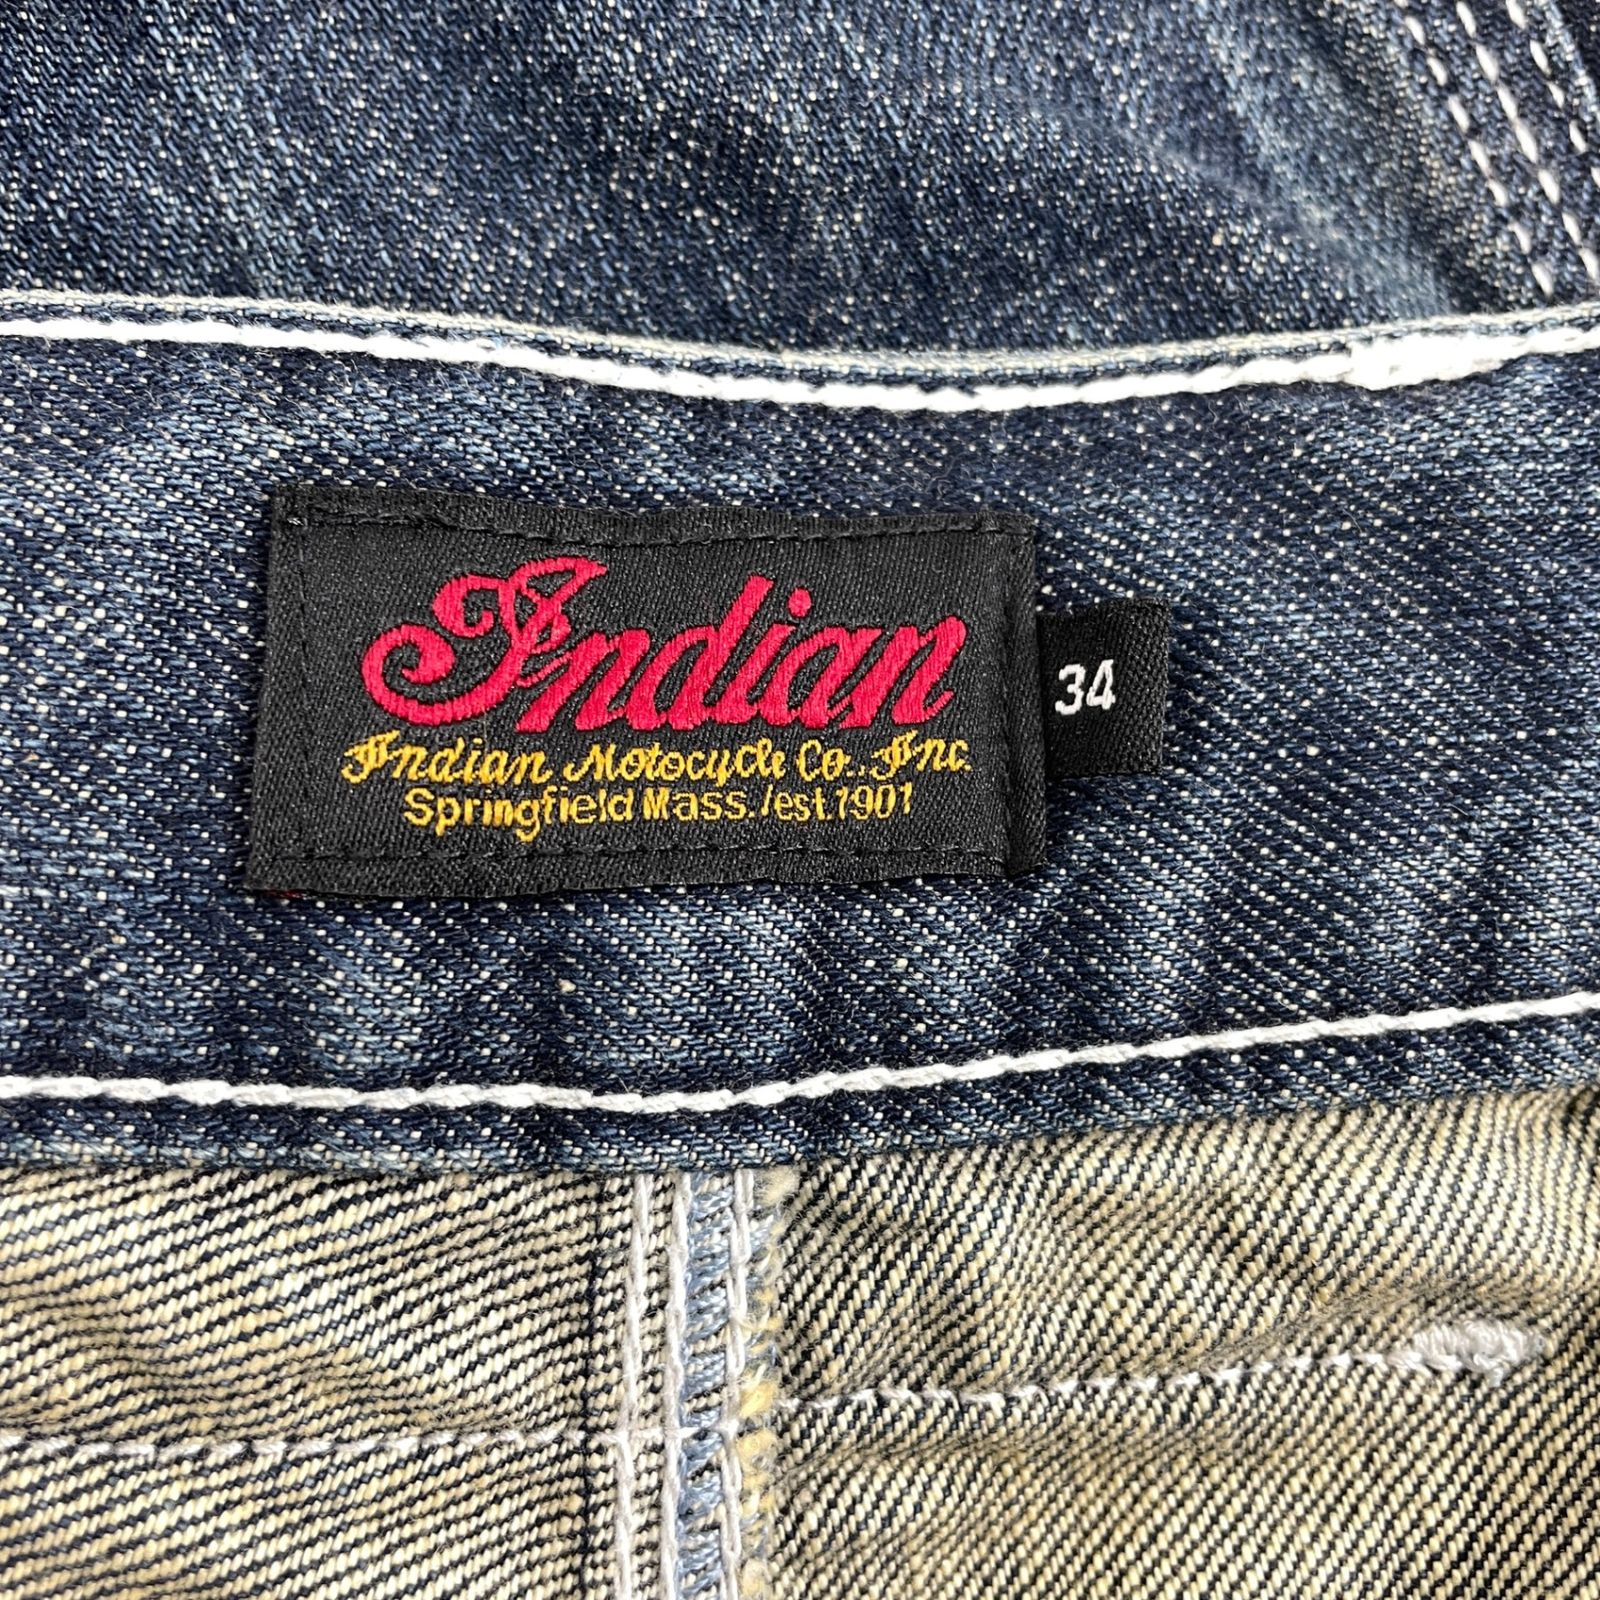 Indian
Indian Motocycle Co., Inc.
Springfield Mass. / est. 1901
34